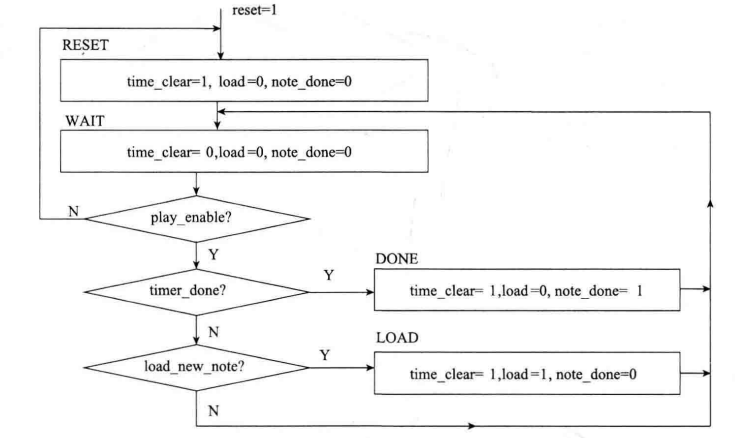 reset=1
RESET
time_clear=1, load=0, note_done=0
WAIT
time_clear= 0,load=0, note_done=0
N
play_enable?
Y
DONE
timer_done?
Y
time_clear= 1,load=0, note_done= 1
N
LOAD
load_new_note?
Y
time_clear= 1,load=1, note_done=0
N